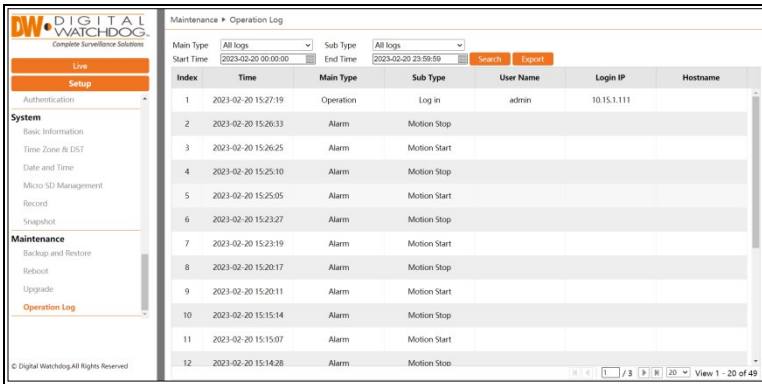 DW DIGITAL WATCHDOG
Complete Surveillance Solutions
Live
Setup
Authentication
System
Basic Information
Time Zone & DST
Date and Time
Micro SD Management
Record
Snapshot
Maintenance
Backup and Restore
Reboot
Upgrade
Operation Log
© Digital Watchdog.All Rights Reserved
Maintenance ▸ Operation Log
Main Type All logs Sub Type All logs
Start Time 2023-02-20 00:00:00 End Time 2023-02-20 23:59:59 Search Export
Index Time Main Type Sub Type User Name Login IP Hostname
1 2023-02-20 15:27:19 Operation Log in admin 10.15.1.111
2 2023-02-20 15:26:33 Alarm Motion Stop
3 2023-02-20 15:26:25 Alarm Motion Start
4 2023-02-20 15:25:10 Alarm Motion Stop
5 2023-02-20 15:25:05 Alarm Motion Start
6 2023-02-20 15:23:27 Alarm Motion Stop
7 2023-02-20 15:23:19 Alarm Motion Start
8 2023-02-20 15:20:17 Alarm Motion Stop
9 2023-02-20 15:20:11 Alarm Motion Start
10 2023-02-20 15:15:14 Alarm Motion Stop
11 2023-02-20 15:15:07 Alarm Motion Start
12 2023-02-20 15:14:28 Alarm Motion Stop
1 / 3 20 View 1 - 20 of 49